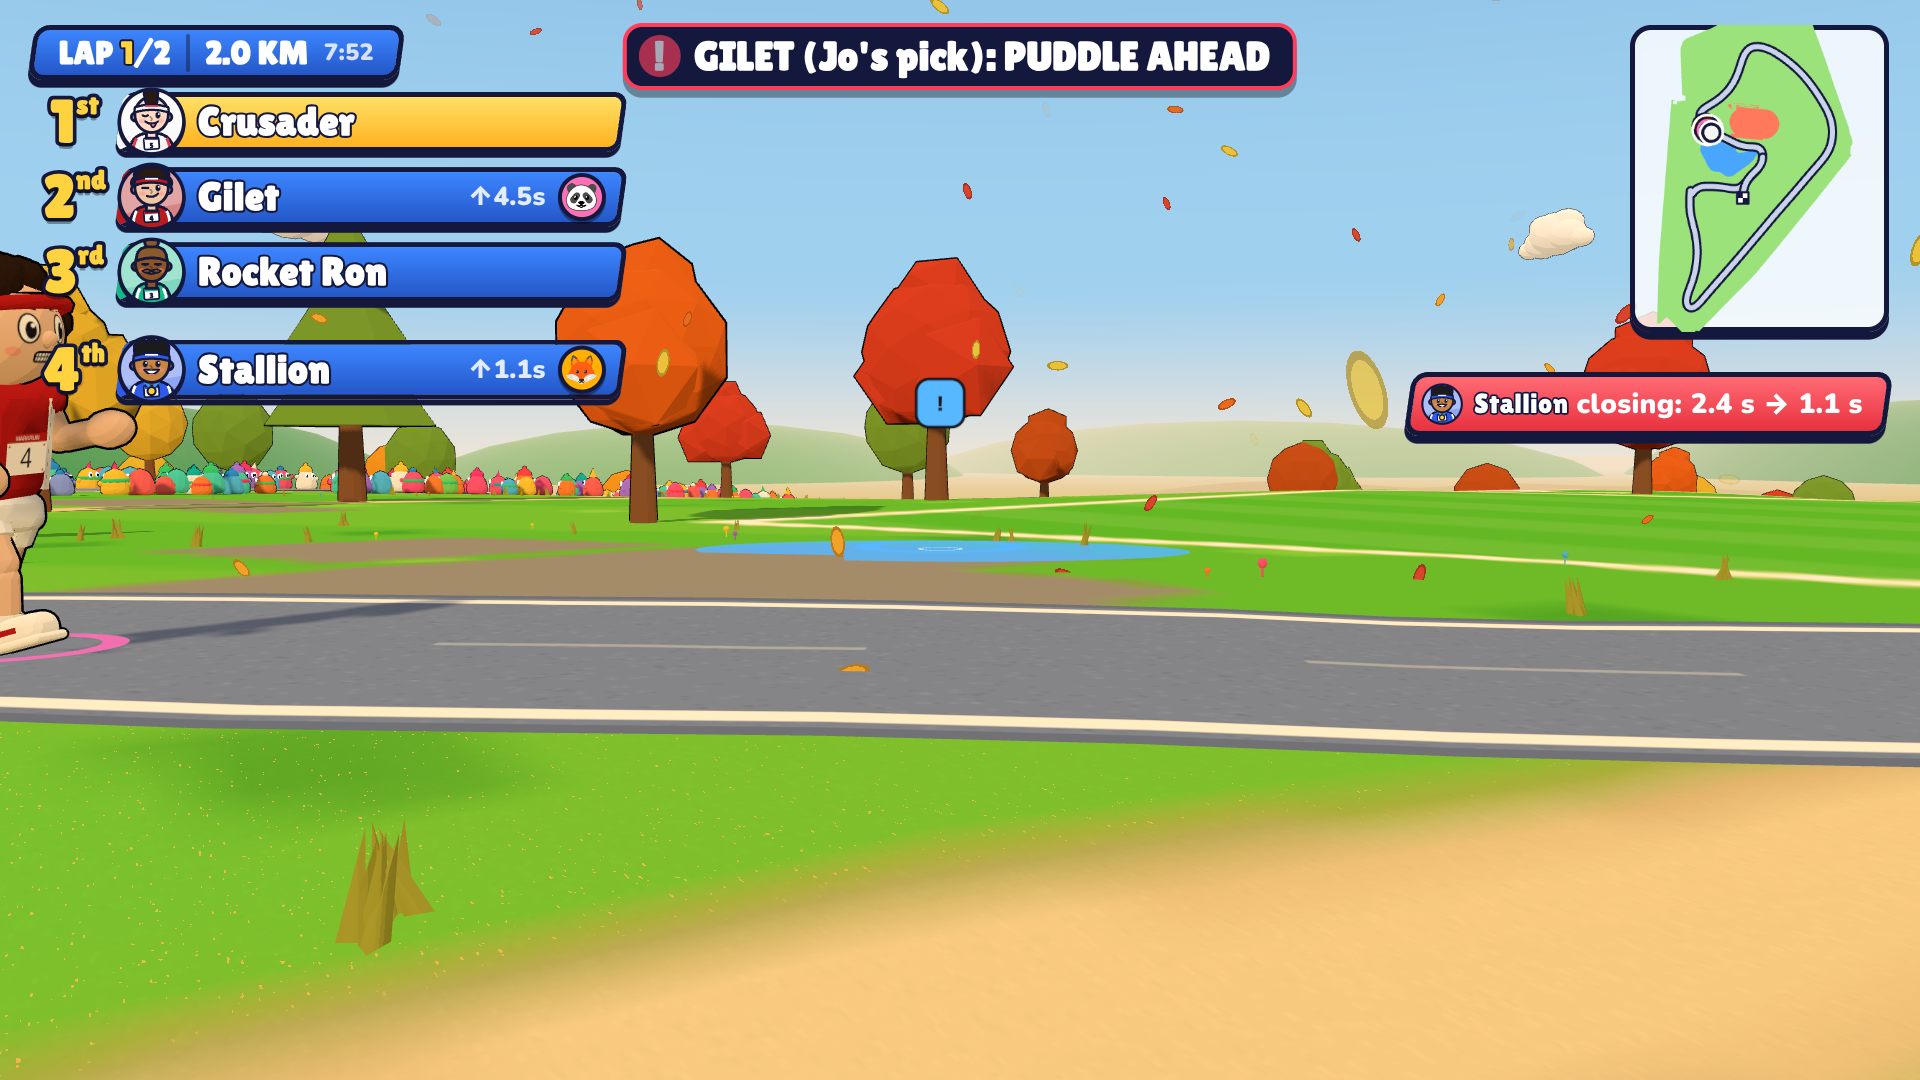 LAP 1/2 2.0 KM 7:52
! GILET (Jo's pick): PUDDLE AHEAD
1st Crusader
2nd Gilet ↑4.5s
3rd Rocket Ron
4th Stallion ↑1.1s
Stallion closing: 2.4 s → 1.1 s
!
4